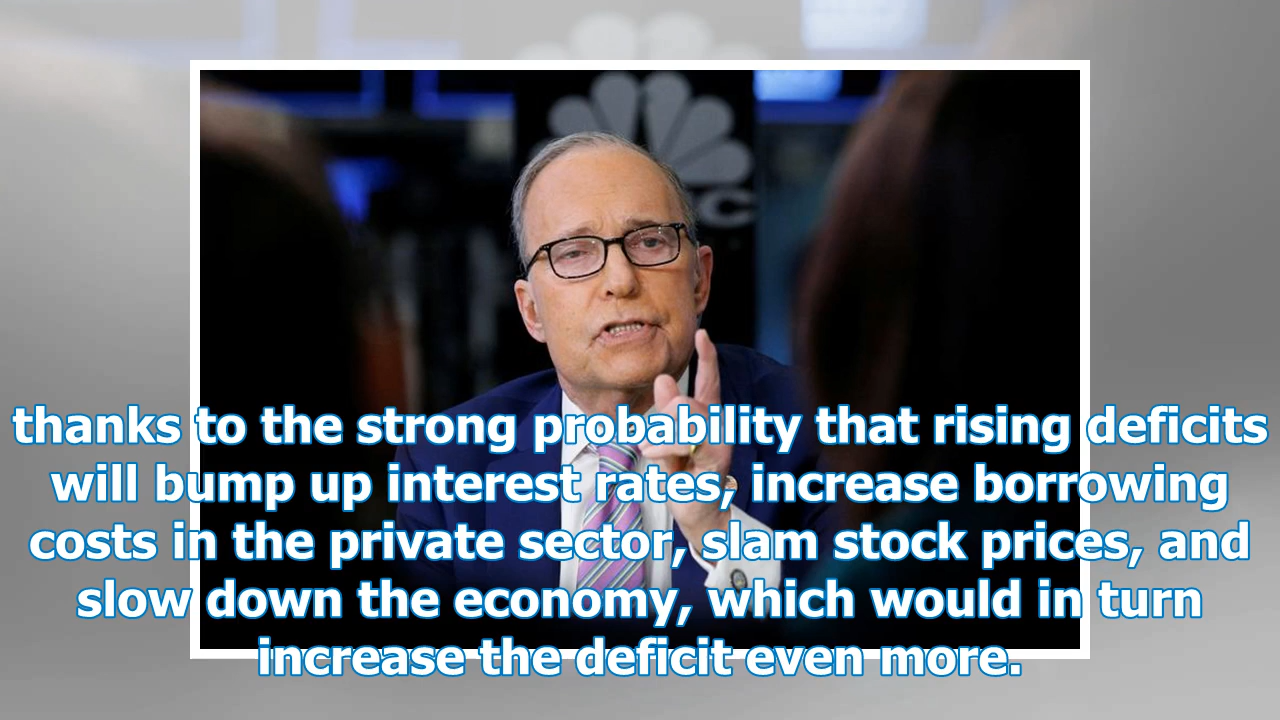 BC
thanks to the strong probability that rising deficits
will bump up interest rates, increase borrowing
costs in the private sector, slam stock prices, and
slow down the economy, which would in turn
increase the deficit even more.